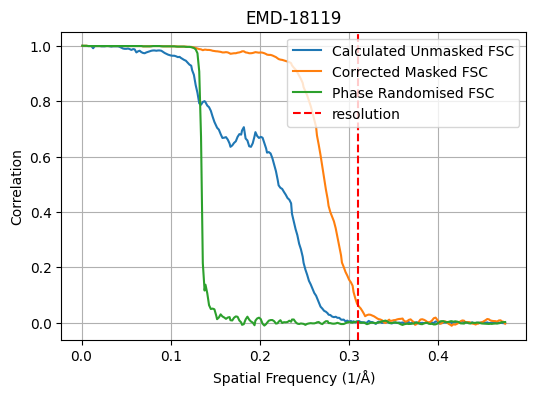 EMD-18119
Calculated Unmasked FSC
Corrected Masked FSC
Phase Randomised FSC
resolution
Correlation
1.0
0.8
0.6
0.4
0.2
0.0
0.0 0.1 0.2 0.3 0.4
Spatial Frequency (1/Å)